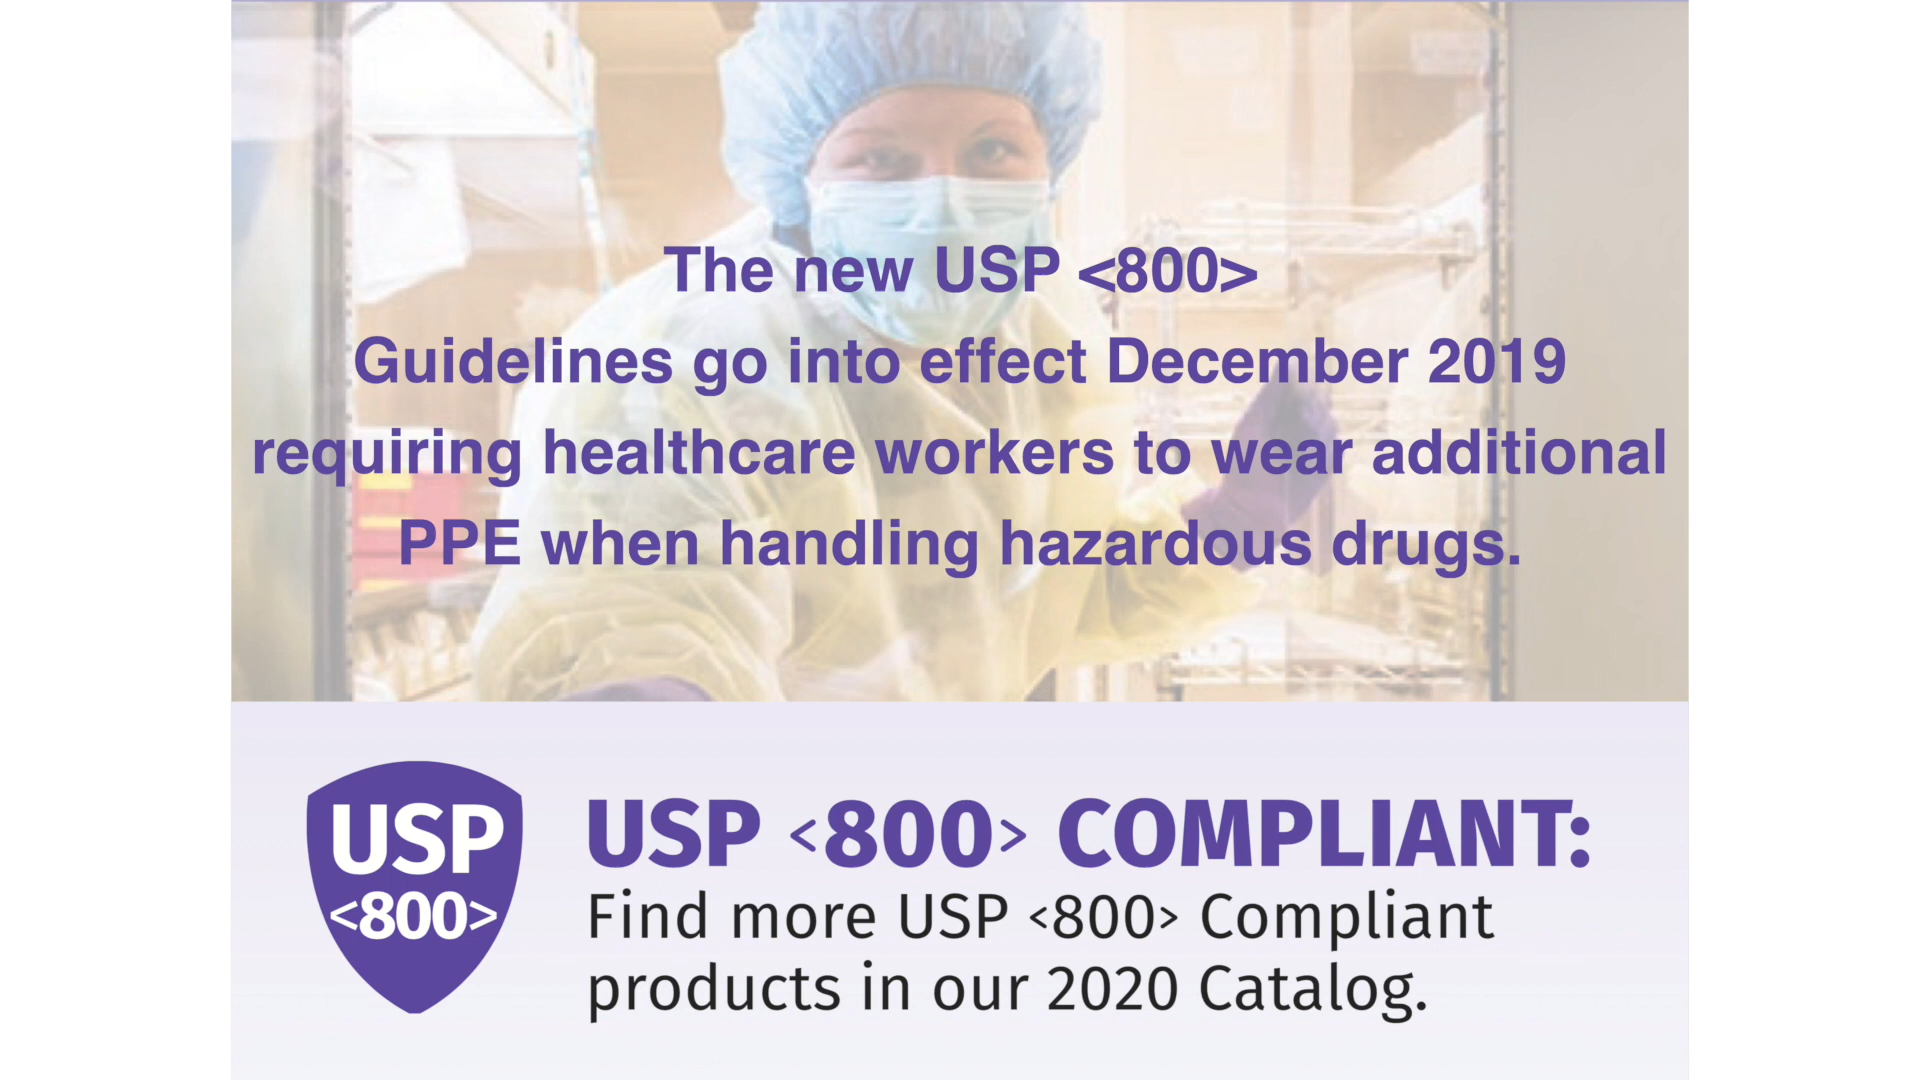 The new USP <800>
Guidelines go into effect December 2019
requiring healthcare workers to wear additional
PPE when handling hazardous drugs.
USP
<800>
USP <800> COMPLIANT:
Find more USP <800> Compliant
products in our 2020 Catalog.